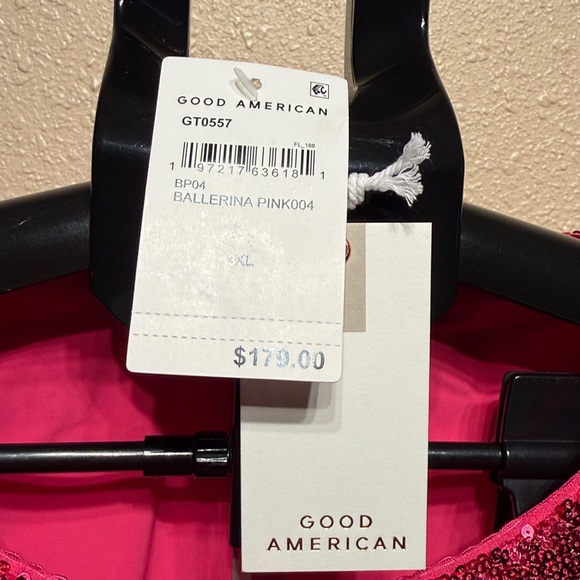 GOOD AMERICAN
GT0557
FL_188
1 97217 63618 1
BP04
BALLERINA PINK004
3XL
$179.00
GOOD
AMERICAN